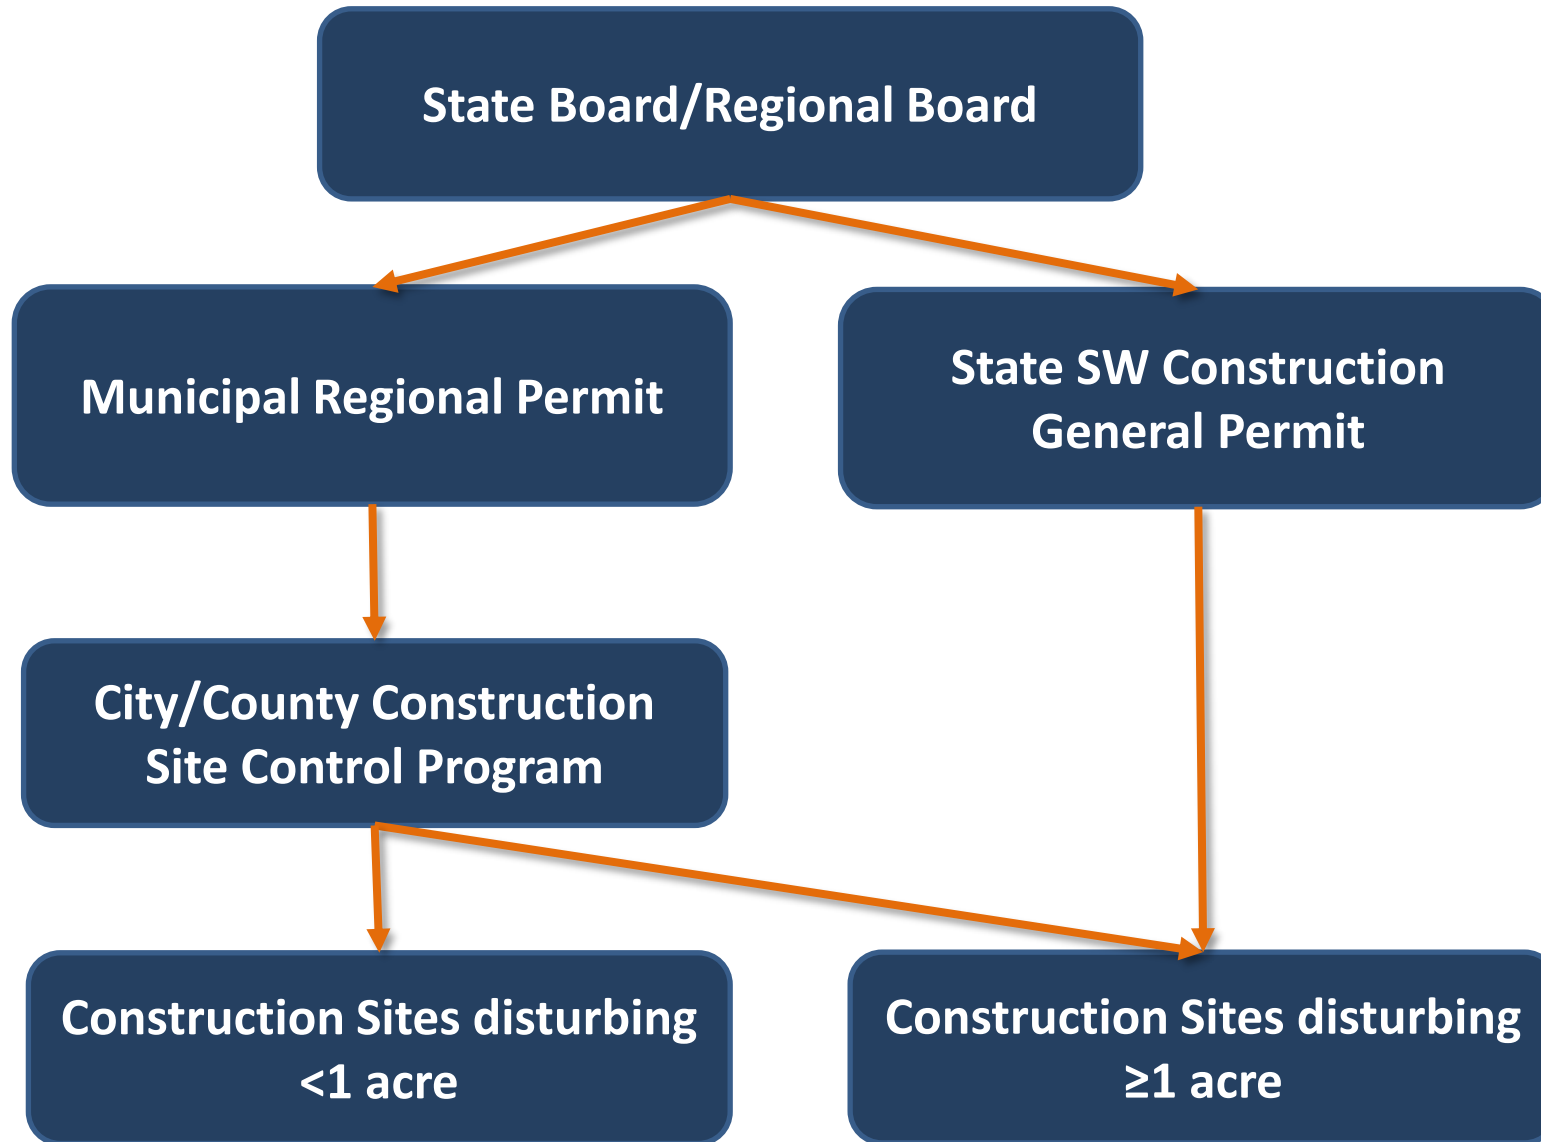 State Board/Regional Board
Municipal Regional Permit
State SW Construction
General Permit
City/County Construction
Site Control Program
Construction Sites disturbing
<1 acre
Construction Sites disturbing
≥1 acre